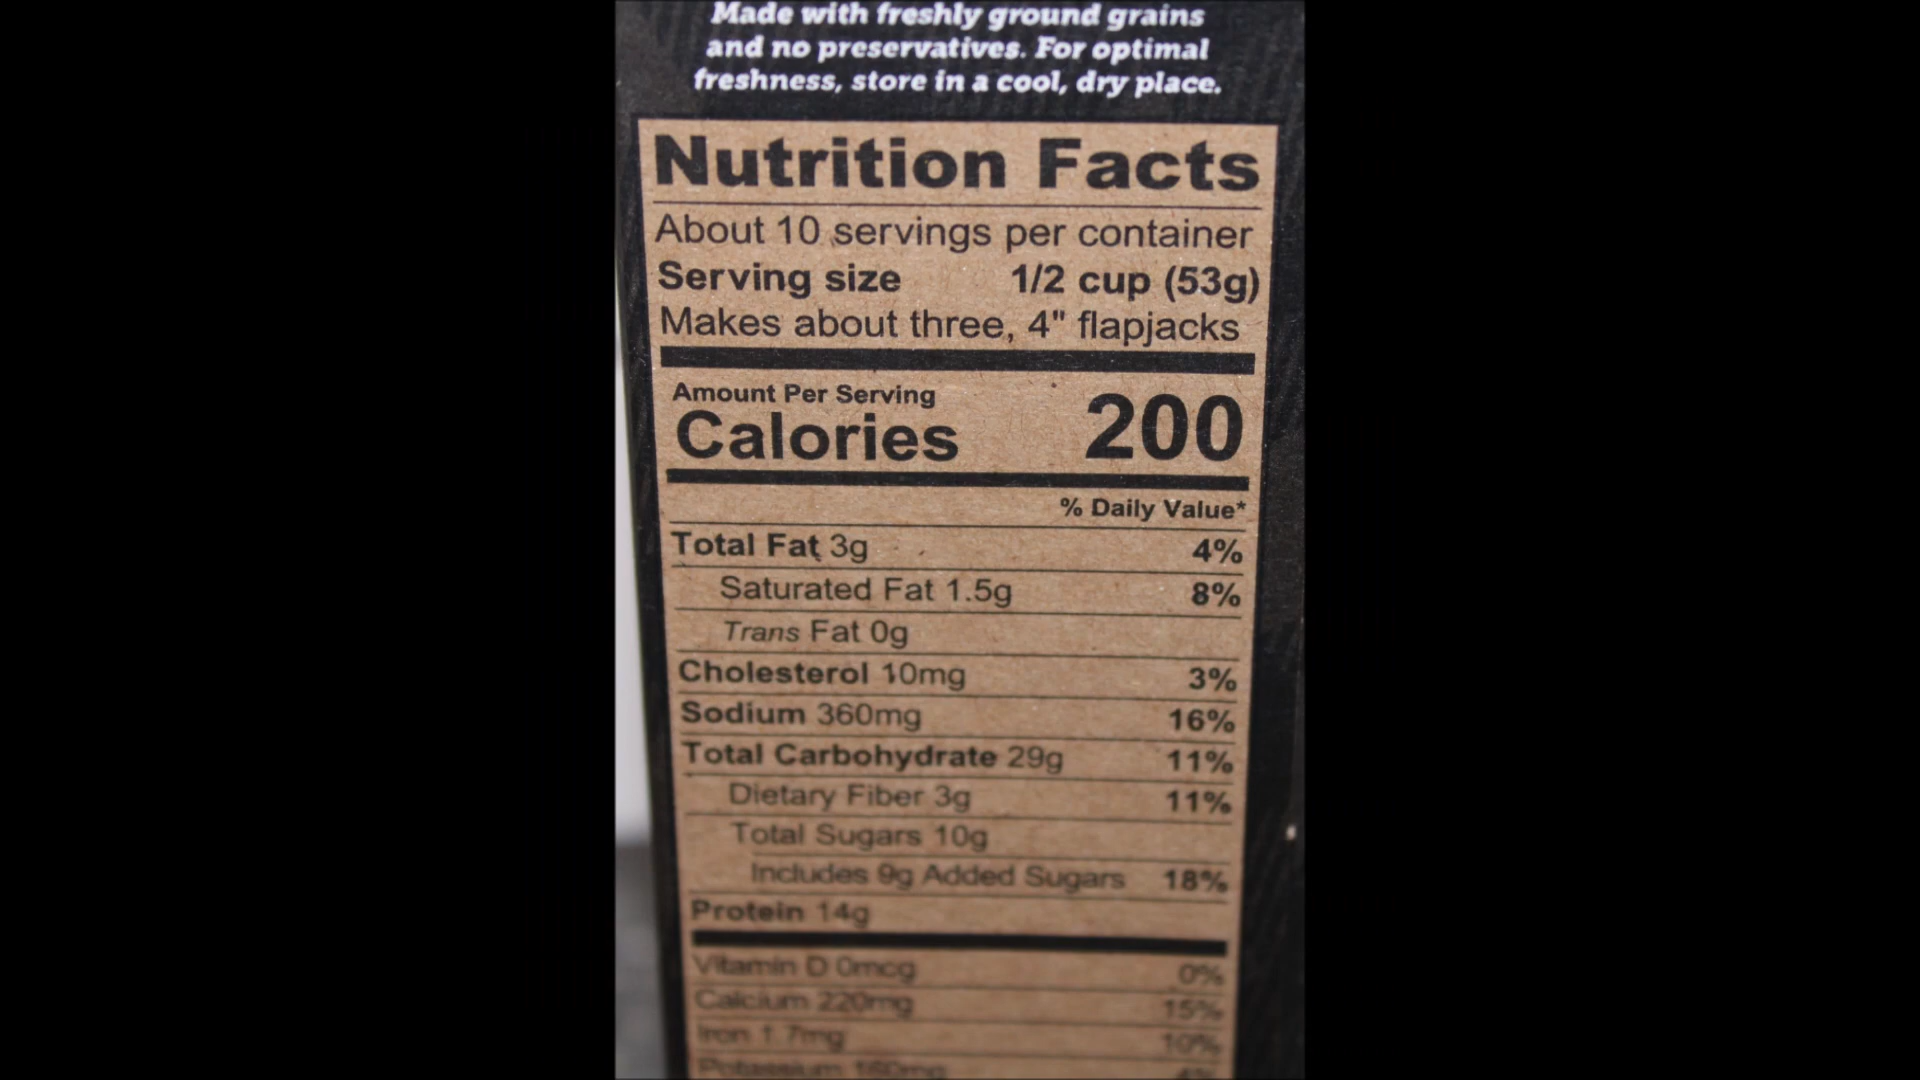 Made with freshly ground grains
and no preservatives. For optimal
freshness, store in a cool, dry place.
Nutrition Facts
About 10 servings per container
Serving size 1/2 cup (53g)
Makes about three, 4" flapjacks
Amount Per Serving
Calories 200
% Daily Value*
Total Fat 3g 4%
Saturated Fat 1.5g 8%
Trans Fat 0g
Cholesterol 10mg 3%
Sodium 360mg 16%
Total Carbohydrate 29g 11%
Dietary Fiber 3g 11%
Total Sugars 10g
Includes 9g Added Sugars 18%
Protein 14g
Vitamin D 0mcg 0%
Calcium 220mg 15%
Iron 1.7mg 10%
Potassium